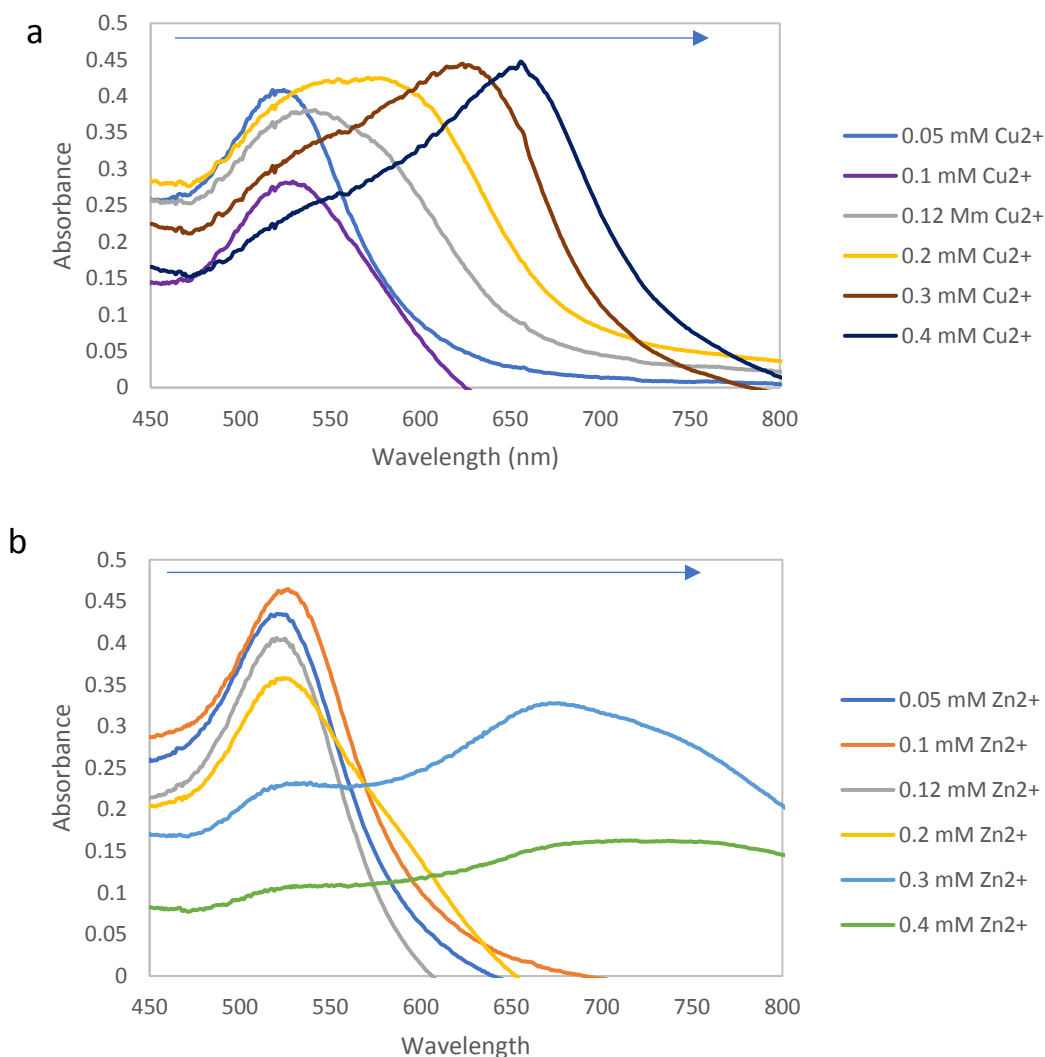 a
0.5
0.45
0.4
0.35
0.3
0.25
0.2
0.15
0.1
0.05
0
Absorbance
450 500 550 600 650 700 750 800
Wavelength (nm)
0.05 mM Cu2+
0.1 mM Cu2+
0.12 Mm Cu2+
0.2 mM Cu2+
0.3 mM Cu2+
0.4 mM Cu2+
b
0.5
0.45
0.4
0.35
0.3
0.25
0.2
0.15
0.1
0.05
0
Absorbance
450 500 550 600 650 700 750 800
Wavelength
0.05 mM Zn2+
0.1 mM Zn2+
0.12 mM Zn2+
0.2 mM Zn2+
0.3 mM Zn2+
0.4 mM Zn2+